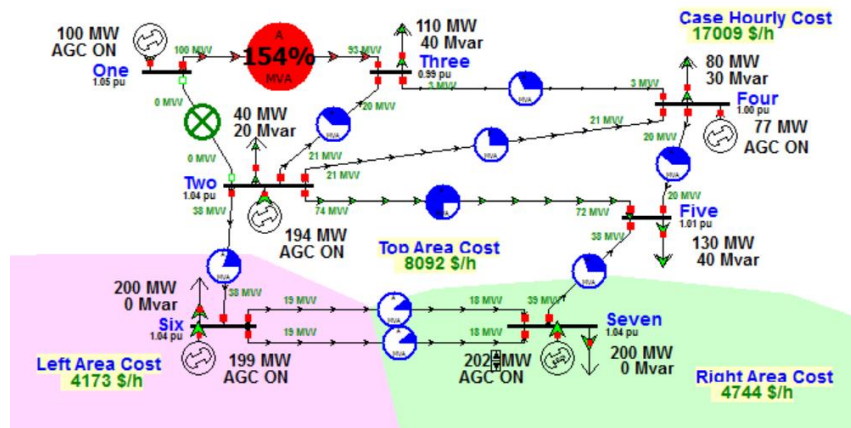 100 MW
AGC ON
One
1.05 pu
100 MW
A
154%
MVA
93 MW
110 MW
40 Mvar
Three
0.99 pu
3 MW
3 MW
Case Hourly Cost
17009 $/h
80 MW
30 Mvar
Four
1.00 pu
77 MW
AGC ON
0 MW
0 MW
40 MW
20 Mvar
20 MW
21 MW
21 MW
21 MW
20 MW
20 MW
Two
1.04 pu
38 MW
194 MW
AGC ON
74 MW
72 MW
MVA
Five
1.01 pu
38 MW
130 MW
40 Mvar
Top Area Cost
8092 $/h
MVA
38 MW
200 MW
0 Mvar
Six
1.04 pu
199 MW
AGC ON
19 MW
A
18 MW
MVA
19 MW
A
18 MW
MVA
39 MW
MVA
Seven
1.04 pu
202 MW
AGC ON
200 MW
0 Mvar
Left Area Cost
4173 $/h
Right Area Cost
4744 $/h